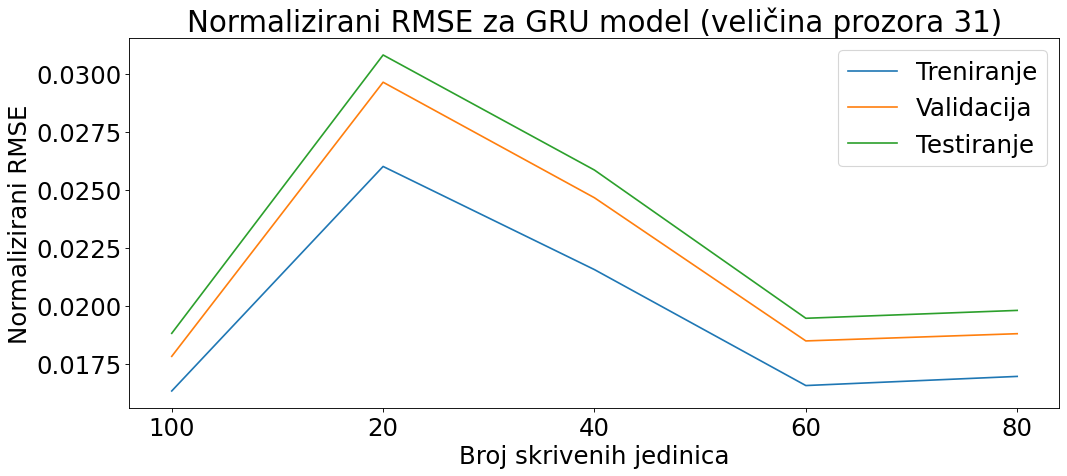 Normalizirani RMSE za GRU model (veličina prozora 31)
Normalizirani RMSE
0.0300
0.0275
0.0250
0.0225
0.0200
0.0175
Treniranje
Validacija
Testiranje
100 20 40 60 80
Broj skrivenih jedinica